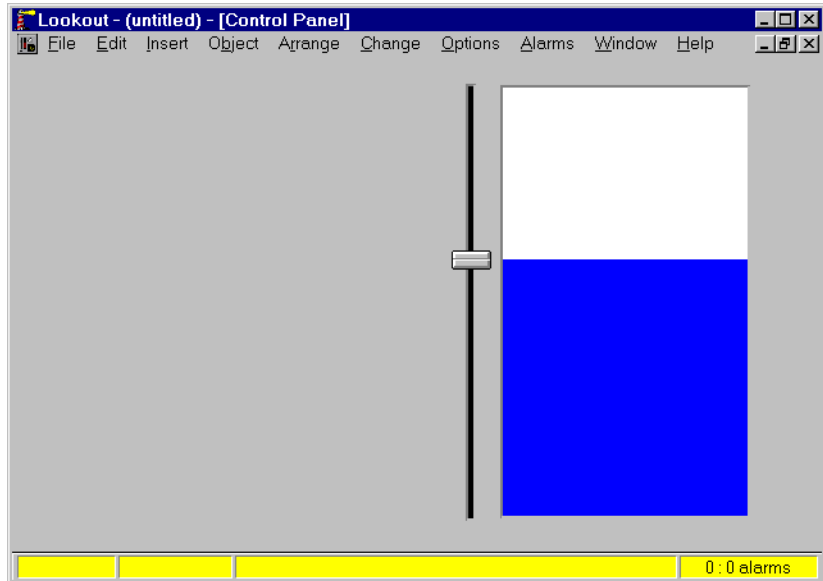 Lookout - (untitled) - [Control Panel]
File Edit Insert Object Arrange Change Options Alarms Window Help
0 : 0 alarms